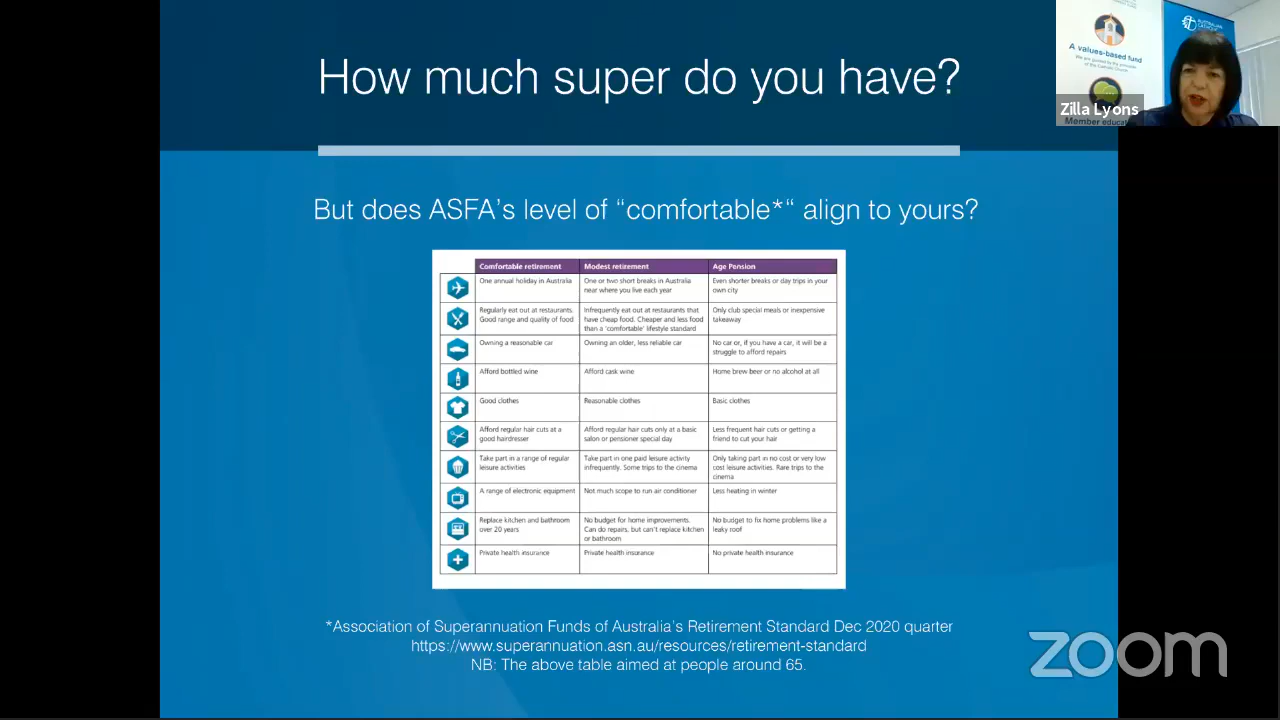 How much super do you have?
A values-based fund
We are guided by the principles
of the Catholic Church
AUSTRALIAN
CATHOLIC
Zilla Lyons
Member educati
But does ASFA's level of “comfortable*“ align to yours?
Comfortable retirement Modest retirement Age Pension
One annual holiday in Australia
One or two short breaks in Australia
near where you live each year
Even shorter breaks or day trips in your
own city
Regularly eat out at restaurants.
Good range and quality of food
Infrequently eat out at restaurants that
have cheap food. Cheaper and less food
than a 'comfortable' lifestyle standard
Only club special meals or inexpensive
takeaway
Owning a reasonable car
Owning an older, less reliable car
No car or, if you have a car, it will be a
struggle to afford repairs
Afford bottled wine
Afford cask wine
Home brew beer or no alcohol at all
Good clothes
Reasonable clothes
Basic clothes
Afford regular hair cuts at a
good hairdresser
Afford regular hair cuts only at a basic
salon or pensioner special day
Less frequent hair cuts or getting a
friend to cut your hair
Take part in a range of regular
leisure activities
Take part in one paid leisure activity
infrequently. Some trips to the cinema
Only taking part in no cost or very low
cost leisure activities. Rare trips to the
cinema
A range of electronic equipment
Not much scope to run air conditioner
Less heating in winter
Replace kitchen and bathroom
over 20 years
No budget for home improvements.
Can do repairs, but can't replace kitchen
or bathroom
No budget to fix home problems like a
leaky roof
Private health insurance
Private health insurance
No private health insurance
*Association of Superannuation Funds of Australia's Retirement Standard Dec 2020 quarter
https://www.superannuation.asn.au/resources/retirement-standard
NB: The above table aimed at people around 65.
zoom